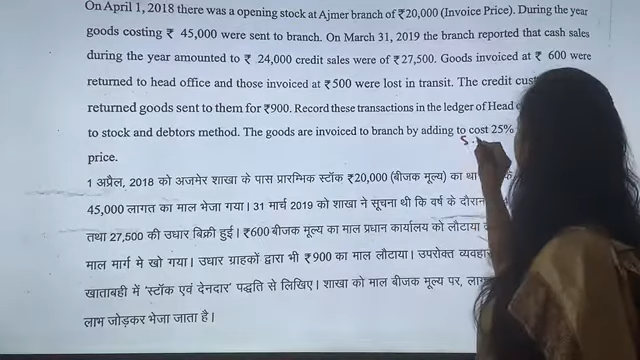 On April 1, 2018 there was a opening stock at Ajmer branch of ₹20,000 (Invoice Price). During the year
goods costing ₹ 45,000 were sent to branch. On March 31, 2019 the branch reported that cash sales
during the year amounted to ₹ 24,000 credit sales were of ₹27,500. Goods invoiced at ₹ 600 were
returned to head office and those invoiced at ₹500 were lost in transit. The credit
returned goods sent to them for ₹900. Record these transactions in the ledger of Head
to stock and debtors method. The goods are invoiced to branch by adding to cost 25%
price.
1 अप्रैल, 2018 को अजमेर शाखा के पास प्रारम्भिक स्टॉक ₹20,000 (बीजक मूल्य) का था
45,000 लागत का माल भेजा गया। 31 मार्च 2019 को शाखा ने सूचना थी कि वर्ष के दौरान
तथा 27,500 की उधार बिक्री हुई। ₹600 बीजक मूल्य का माल प्रधान कार्यालय को लौटाया
माल मार्ग मे खो गया। उधार ग्राहकों द्वारा भी ₹900 का माल लौटाया। उपरोक्त
खाताबही में 'स्टॉक एवं देनदार' पद्धति से लिखिए। शाखा को माल बीजक मूल्य पर,
लाभ जोड़कर भेजा जाता है।